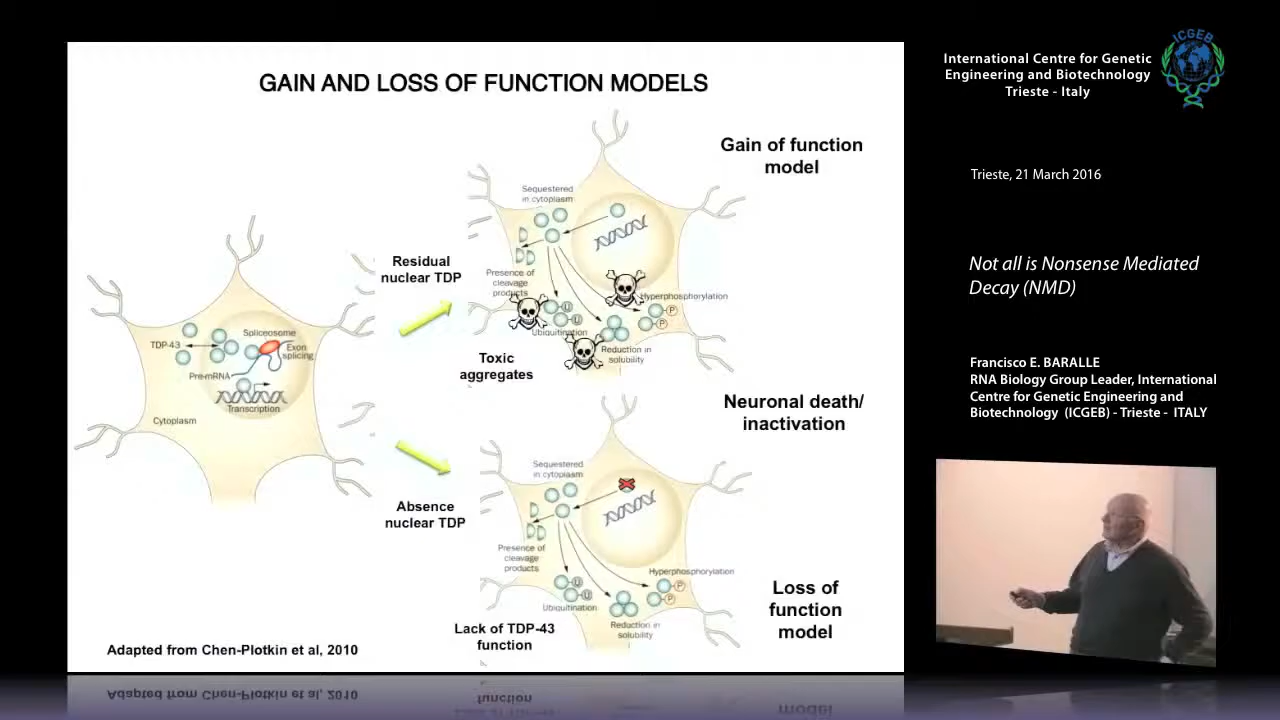 GAIN AND LOSS OF FUNCTION MODELS
Gain of function
model
Sequestered
in cytoplasm
Residual
nuclear TDP
Presence of
cleavage
products
Hyperphosphorylation
P
P
U
U
Ubiquitination
Reduction in
solubility
Toxic
aggregates
TDP-43
Spliceosome
Exon
splicing
Pre-mRNA
Transcription
Cytoplasm
Neuronal death/
inactivation
Absence
nuclear TDP
Sequestered
in cytoplasm
Presence of
cleavage
products
Hyperphosphorylation
P
P
U
U
Ubiquitination
Reduction in
solubility
Lack of TDP-43
function
Loss of
function
model
Adapted from Chen-Plotkin et al, 2010
International Centre for Genetic
Engineering and Biotechnology
Trieste - Italy
ICGEB
Trieste, 21 March 2016
Not all is Nonsense Mediated
Decay (NMD)
Francisco E. BARALLE
RNA Biology Group Leader, International
Centre for Genetic Engineering and
Biotechnology (ICGEB) - Trieste - ITALY